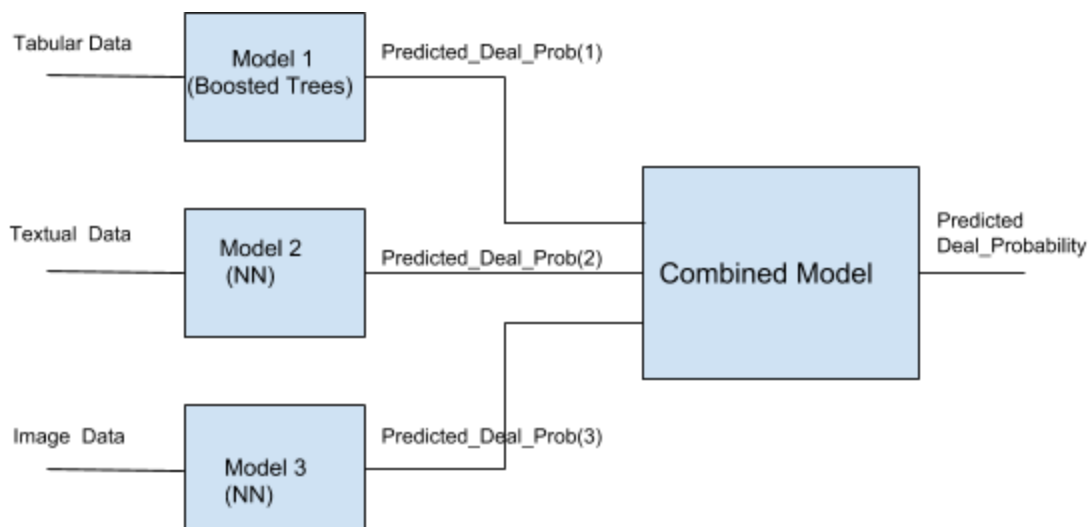 Tabular Data
Model 1
(Boosted Trees)
Predicted_Deal_Prob(1)
Textual Data
Model 2
(NN)
Predicted_Deal_Prob(2)
Image Data
Model 3
(NN)
Predicted_Deal_Prob(3)
Combined Model
Predicted
Deal_Probability